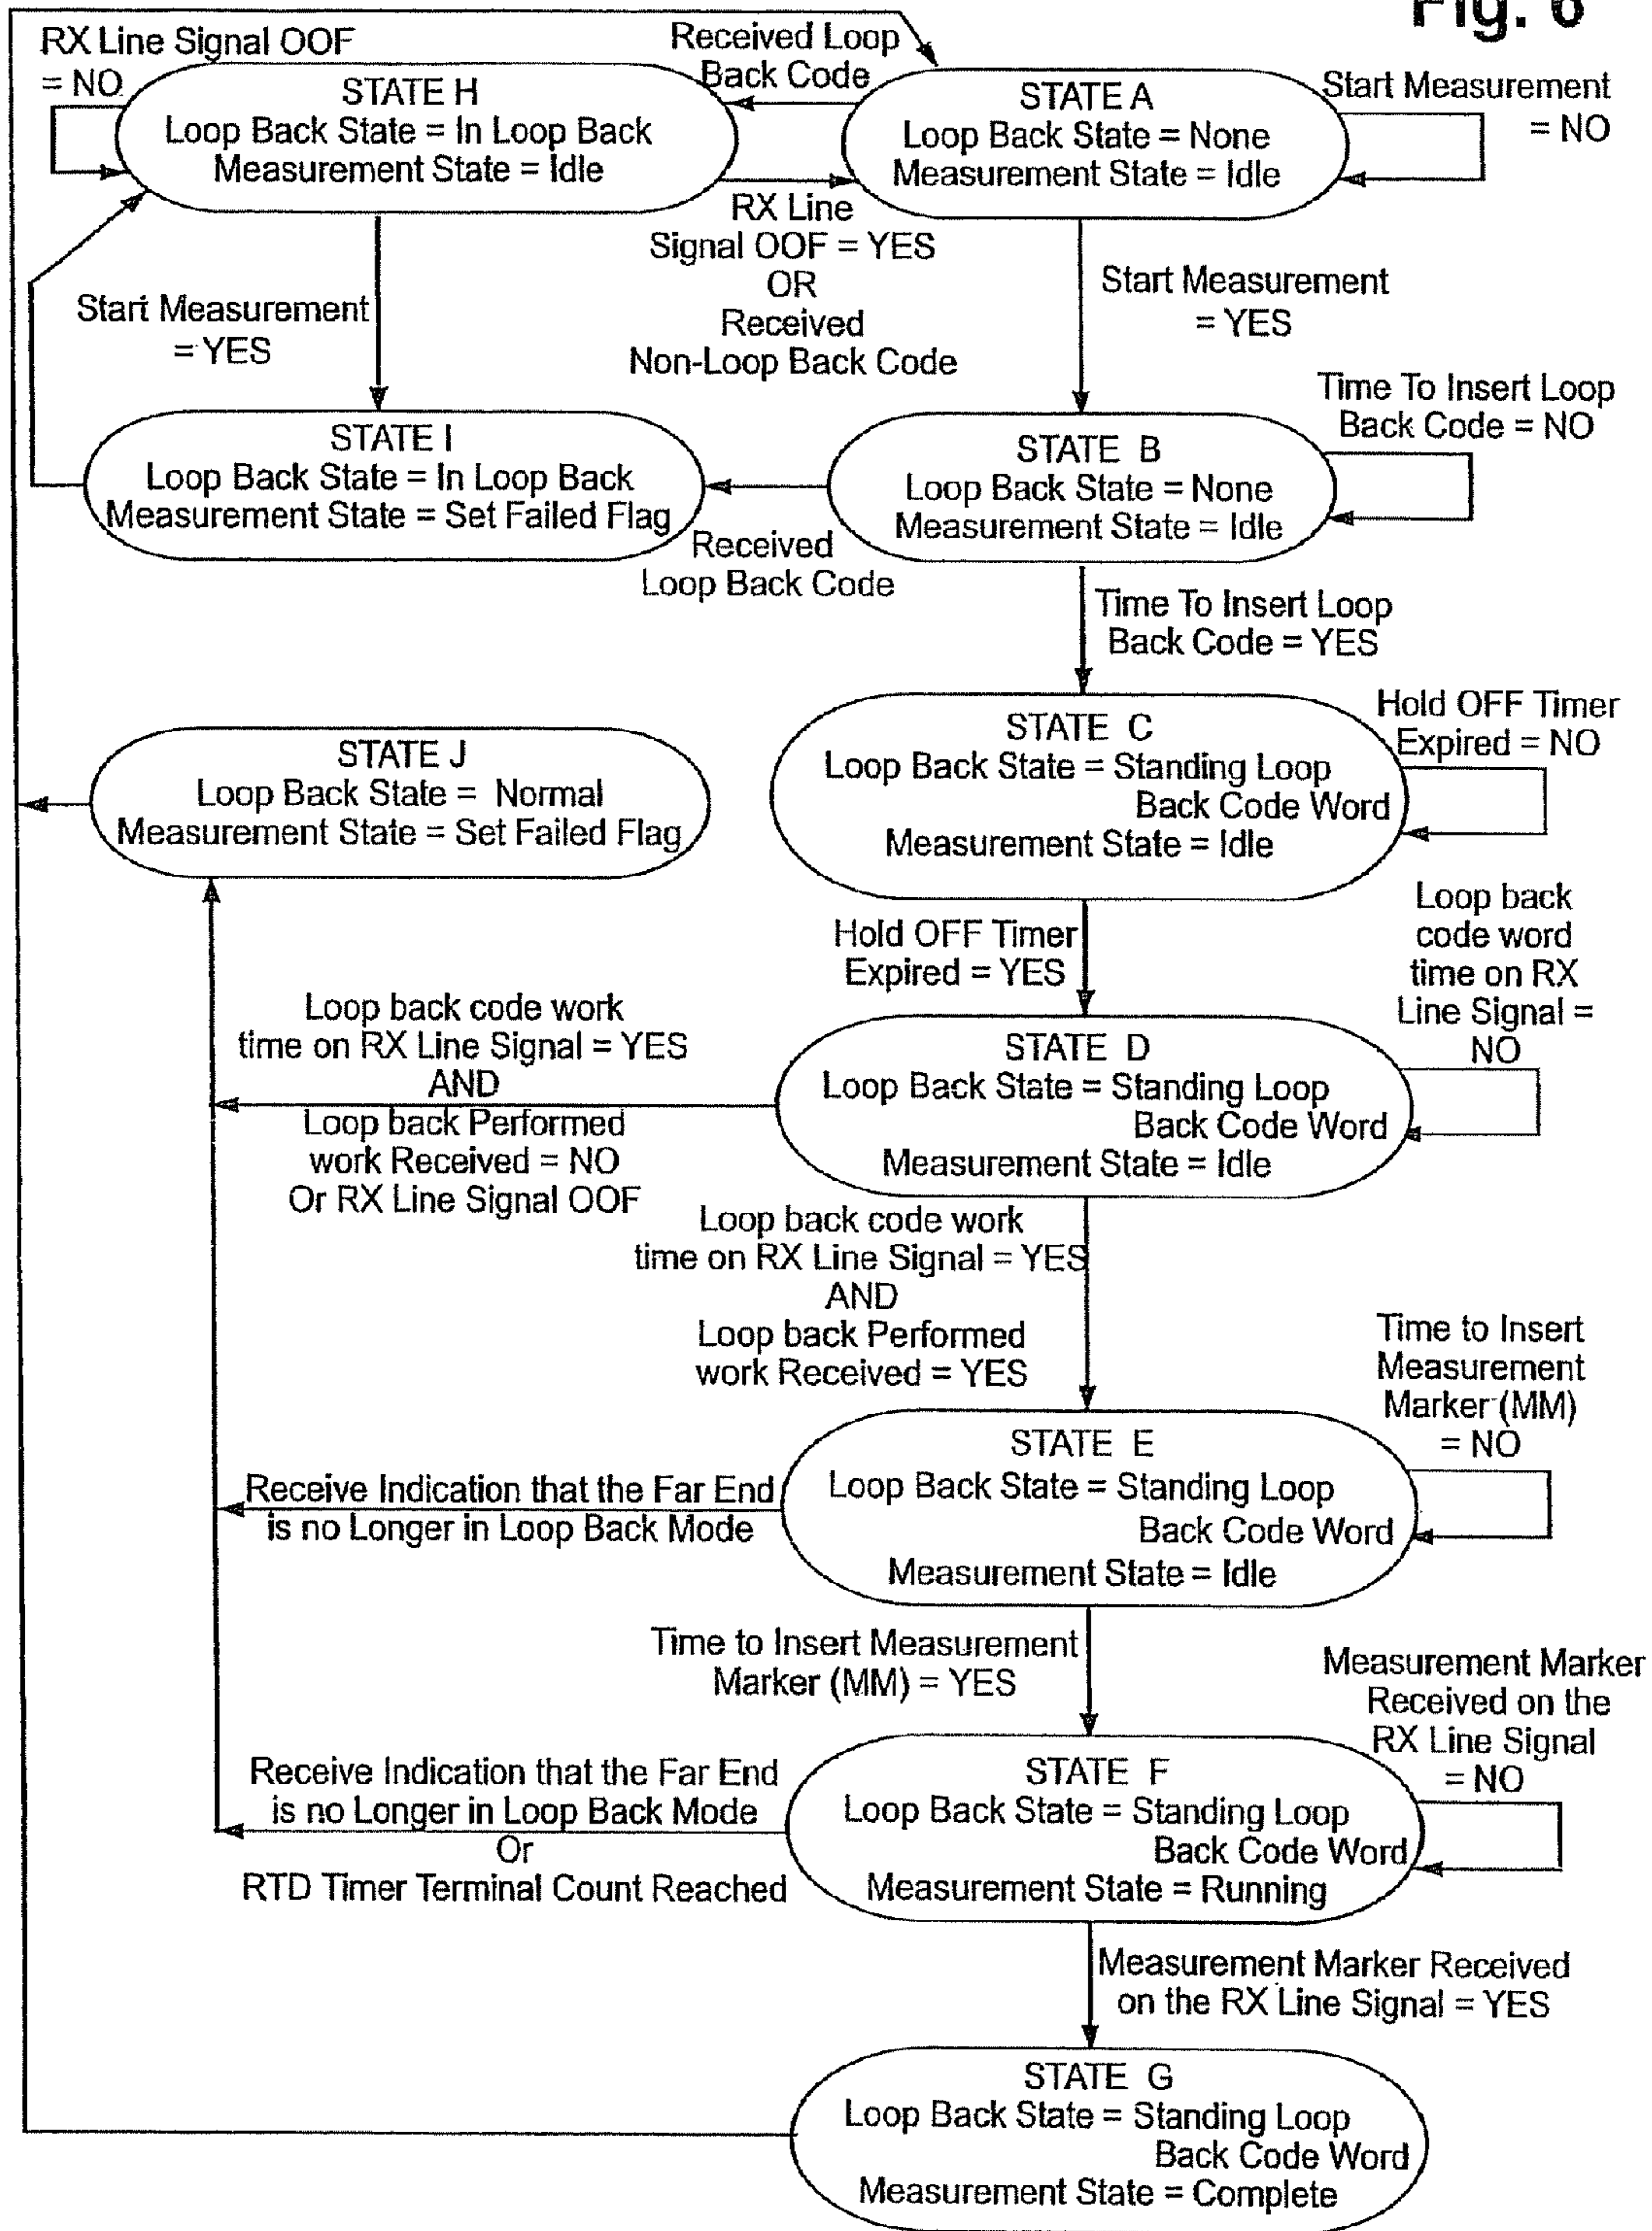 Fig. 6
RX Line Signal OOF
= NO
Received Loop
Back Code
STATE H
Loop Back State = In Loop Back
Measurement State = Idle
STATE A
Loop Back State = None
Measurement State = Idle
Start Measurement
= NO
RX Line
Signal OOF = YES
OR
Received
Non-Loop Back Code
Start Measurement
= YES
Start Measurement
= YES
Time To Insert Loop
Back Code = NO
STATE I
Loop Back State = In Loop Back
Measurement State = Set Failed Flag
STATE B
Loop Back State = None
Measurement State = Idle
Received
Loop Back Code
Time To Insert Loop
Back Code = YES
Hold OFF Timer
Expired = NO
STATE C
Loop Back State = Standing Loop
Back Code Word
Measurement State = Idle
STATE J
Loop Back State = Normal
Measurement State = Set Failed Flag
Hold OFF Timer
Expired = YES
Loop back
code word
time on RX
Line Signal =
NO
Loop back code work
time on RX Line Signal = YES
AND
Loop back Performed
work Received = NO
Or RX Line Signal OOF
STATE D
Loop Back State = Standing Loop
Back Code Word
Measurement State = Idle
Loop back code work
time on RX Line Signal = YES
AND
Loop back Performed
work Received = YES
Time to Insert
Measurement
Marker (MM)
= NO
STATE E
Loop Back State = Standing Loop
Back Code Word
Measurement State = Idle
Receive Indication that the Far End
is no Longer in Loop Back Mode
Time to Insert Measurement
Marker (MM) = YES
Measurement Marker
Received on the
RX Line Signal
= NO
STATE F
Loop Back State = Standing Loop
Back Code Word
Measurement State = Running
Receive Indication that the Far End
is no Longer in Loop Back Mode
Or
RTD Timer Terminal Count Reached
Measurement Marker Received
on the RX Line Signal = YES
STATE G
Loop Back State = Standing Loop
Back Code Word
Measurement State = Complete